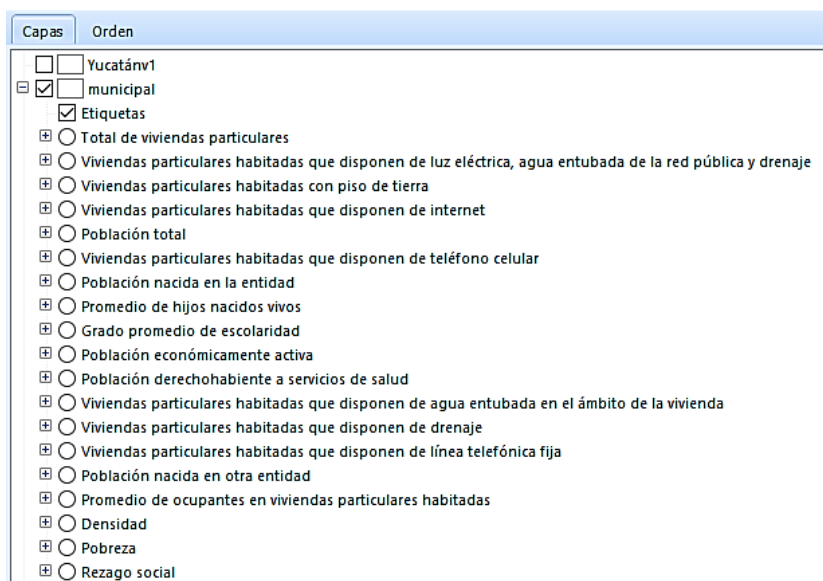 Capas Orden
Yucatánv1
municipal
Etiquetas
Total de viviendas particulares
Viviendas particulares habitadas que disponen de luz eléctrica, agua entubada de la red pública y drenaje
Viviendas particulares habitadas con piso de tierra
Viviendas particulares habitadas que disponen de internet
Población total
Viviendas particulares habitadas que disponen de teléfono celular
Población nacida en la entidad
Promedio de hijos nacidos vivos
Grado promedio de escolaridad
Población económicamente activa
Población derechohabiente a servicios de salud
Viviendas particulares habitadas que disponen de agua entubada en el ámbito de la vivienda
Viviendas particulares habitadas que disponen de drenaje
Viviendas particulares habitadas que disponen de línea telefónica fija
Población nacida en otra entidad
Promedio de ocupantes en viviendas particulares habitadas
Densidad
Pobreza
Rezago social